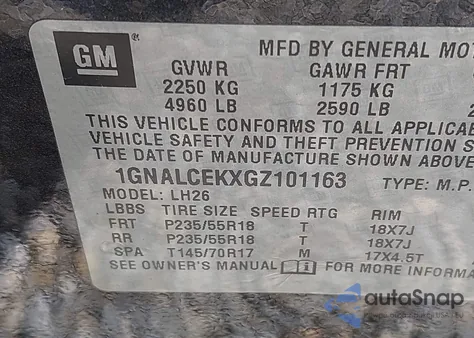 GM
MFD BY GENERAL MO
GVWR GAWR FRT
2250 KG 1175 KG
4960 LB 2590 LB 2
THIS VEHICLE CONFORMS TO ALL APPLICA
VEHICLE SAFETY AND THEFT PREVENTION S
THE DATE OF MANUFACTURE SHOWN ABOVE
1GNALCEKXGZ101163 TYPE: M.P.
MODEL: LH26
LBBS TIRE SIZE SPEED RTG RIM
FRT P235/55R18 T 18X7J
RR P235/55R18 T 18X7J
SPA T145/70R17 M 17X4.5T
SEE OWNER'S MANUAL FOR MORE INFORMA
autoSnap